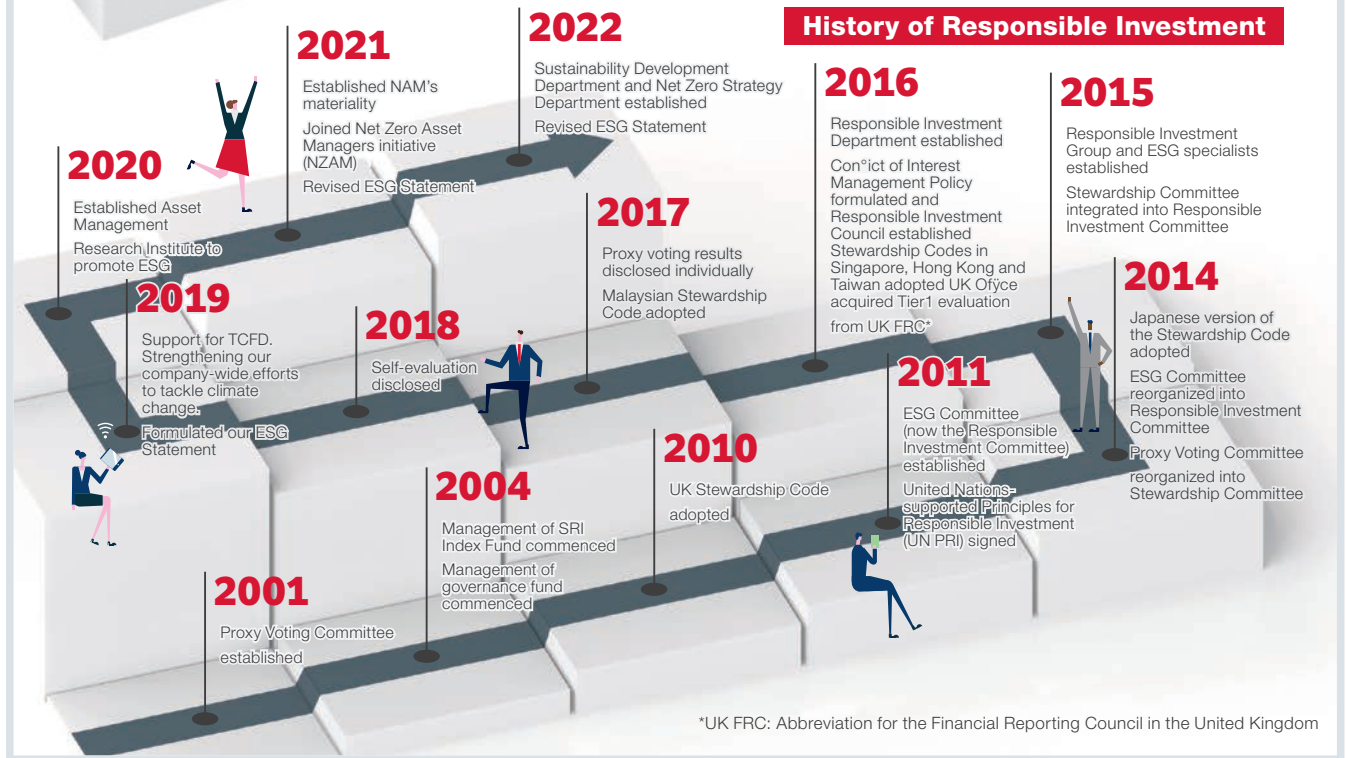 History of Responsible Investment
2001
Proxy Voting Committee
established
2004
Management of SRI
Index Fund commenced
Management of
governance fund
commenced
2010
UK Stewardship Code
adopted
2011
ESG Committee
(now the Responsible
Investment Committee)
established
United Nations-
supported Principles for
Responsible Investment
(UN PRI) signed
2014
Japanese version of
the Stewardship Code
adopted
ESG Committee
reorganized into
Responsible Investment
Committee
Proxy Voting Committee
reorganized into
Stewardship Committee
2015
Responsible Investment
Group and ESG specialists
established
Stewardship Committee
integrated into Responsible
Investment Committee
2016
Responsible Investment
Department established
Con°ict of Interest
Management Policy
formulated and
Responsible Investment
Council established
Stewardship Codes in
Singapore, Hong Kong and
Taiwan adopted UK Ofÿce
acquired Tier1 evaluation
from UK FRC*
2017
Proxy voting results
disclosed individually
Malaysian Stewardship
Code adopted
2018
Self-evaluation
disclosed
2019
Support for TCFD.
Strengthening our
company-wide efforts
to tackle climate
change.
Formulated our ESG
Statement
2020
Established Asset
Management
Research Institute to
promote ESG
2021
Established NAM's
materiality
Joined Net Zero Asset
Managers initiative
(NZAM)
Revised ESG Statement
2022
Sustainability Development
Department and Net Zero Strategy
Department established
Revised ESG Statement
*UK FRC: Abbreviation for the Financial Reporting Council in the United Kingdom